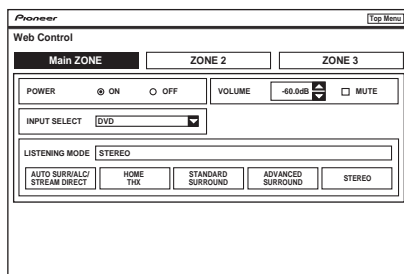 Pioneer
Top Menu
Web Control
Main ZONE
ZONE 2
ZONE 3
POWER ON OFF
VOLUME -60.0dB MUTE
INPUT SELECT DVD
LISTENING MODE STEREO
AUTO SURR/ALC/
STREAM DIRECT
HOME
THX
STANDARD
SURROUND
ADVANCED
SURROUND
STEREO